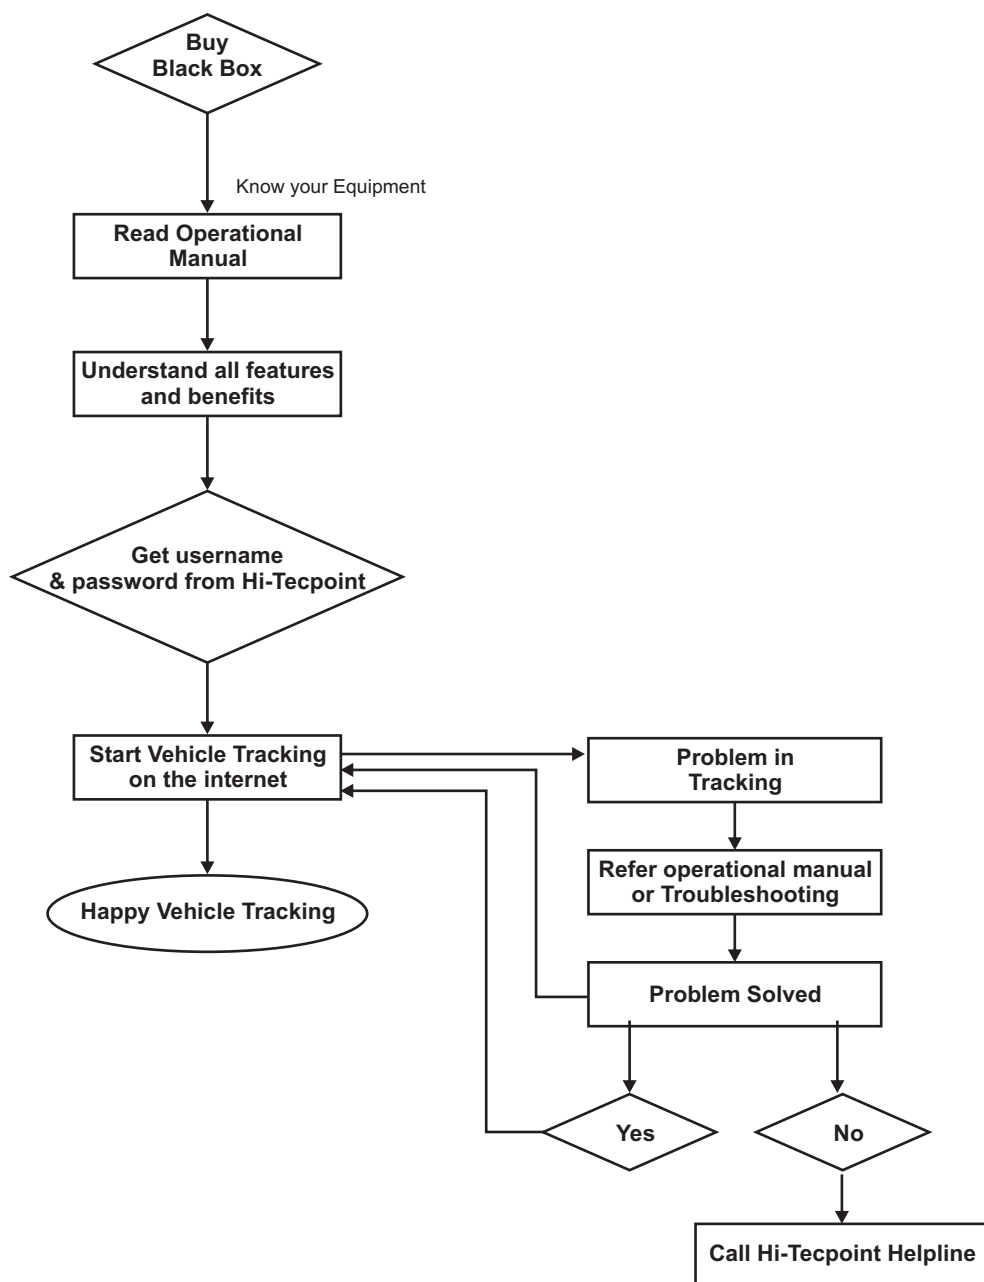 Buy
Black Box
Know your Equipment
Read Operational
Manual
Understand all features
and benefits
Get username
& password from Hi-Tecpoint
Start Vehicle Tracking
on the internet
Problem in
Tracking
Refer operational manual
or Troubleshooting
Happy Vehicle Tracking
Problem Solved
Yes
No
Call Hi-Tecpoint Helpline